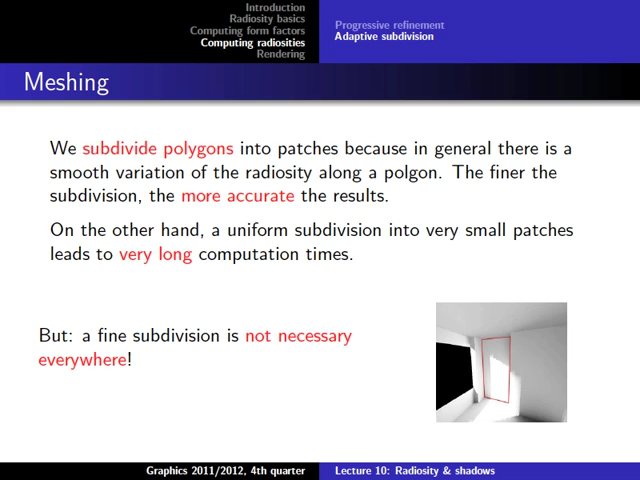 Introduction
Radiosity basics
Computing form factors
Computing radiosities
Rendering
Progressive refinement
Adaptive subdivision
Meshing
We subdivide polygons into patches because in general there is a
smooth variation of the radiosity along a polgon. The finer the
subdivision, the more accurate the results.
On the other hand, a uniform subdivision into very small patches
leads to very long computation times.
But: a fine subdivision is not necessary
everywhere!
Graphics 2011/2012, 4th quarter
Lecture 10: Radiosity & shadows